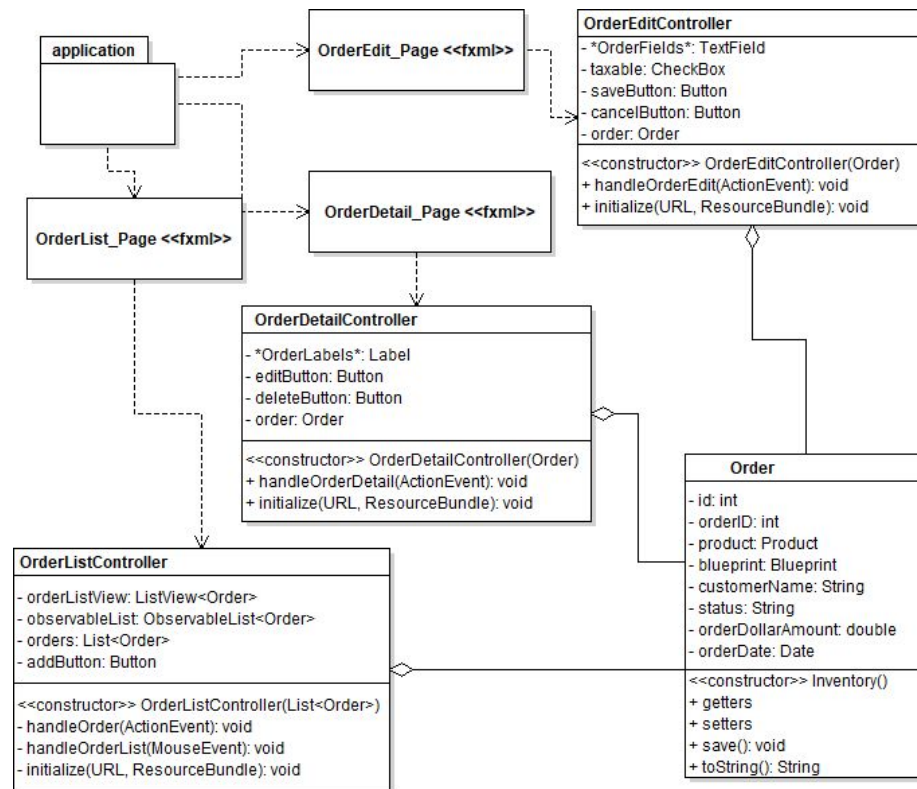 application
OrderEdit_Page <<fxml>>
OrderEditController
- *OrderFields*: TextField
- taxable: CheckBox
- saveButton: Button
- cancelButton: Button
- order: Order
<<constructor>> OrderEditController(Order)
+ handleOrderEdit(ActionEvent): void
+ initialize(URL, ResourceBundle): void
OrderList_Page <<fxml>>
OrderDetail_Page <<fxml>>
OrderDetailController
- *OrderLabels*: Label
- editButton: Button
- deleteButton: Button
- order: Order
<<constructor>> OrderDetailController(Order)
+ handleOrderDetail(ActionEvent): void
+ initialize(URL, ResourceBundle): void
Order
- id: int
- orderID: int
- product: Product
- blueprint: Blueprint
- customerName: String
- status: String
- orderDollarAmount: double
- orderDate: Date
<<constructor>> Inventory()
+ getters
+ setters
+ save(): void
+ toString(): String
OrderListController
- orderListView: ListView<Order>
- observableList: ObservableList<Order>
- orders: List<Order>
- addButton: Button
<<constructor>> OrderListController(List<Order>)
- handleOrder(ActionEvent): void
- handleOrderList(MouseEvent): void
- initialize(URL, ResourceBundle): void